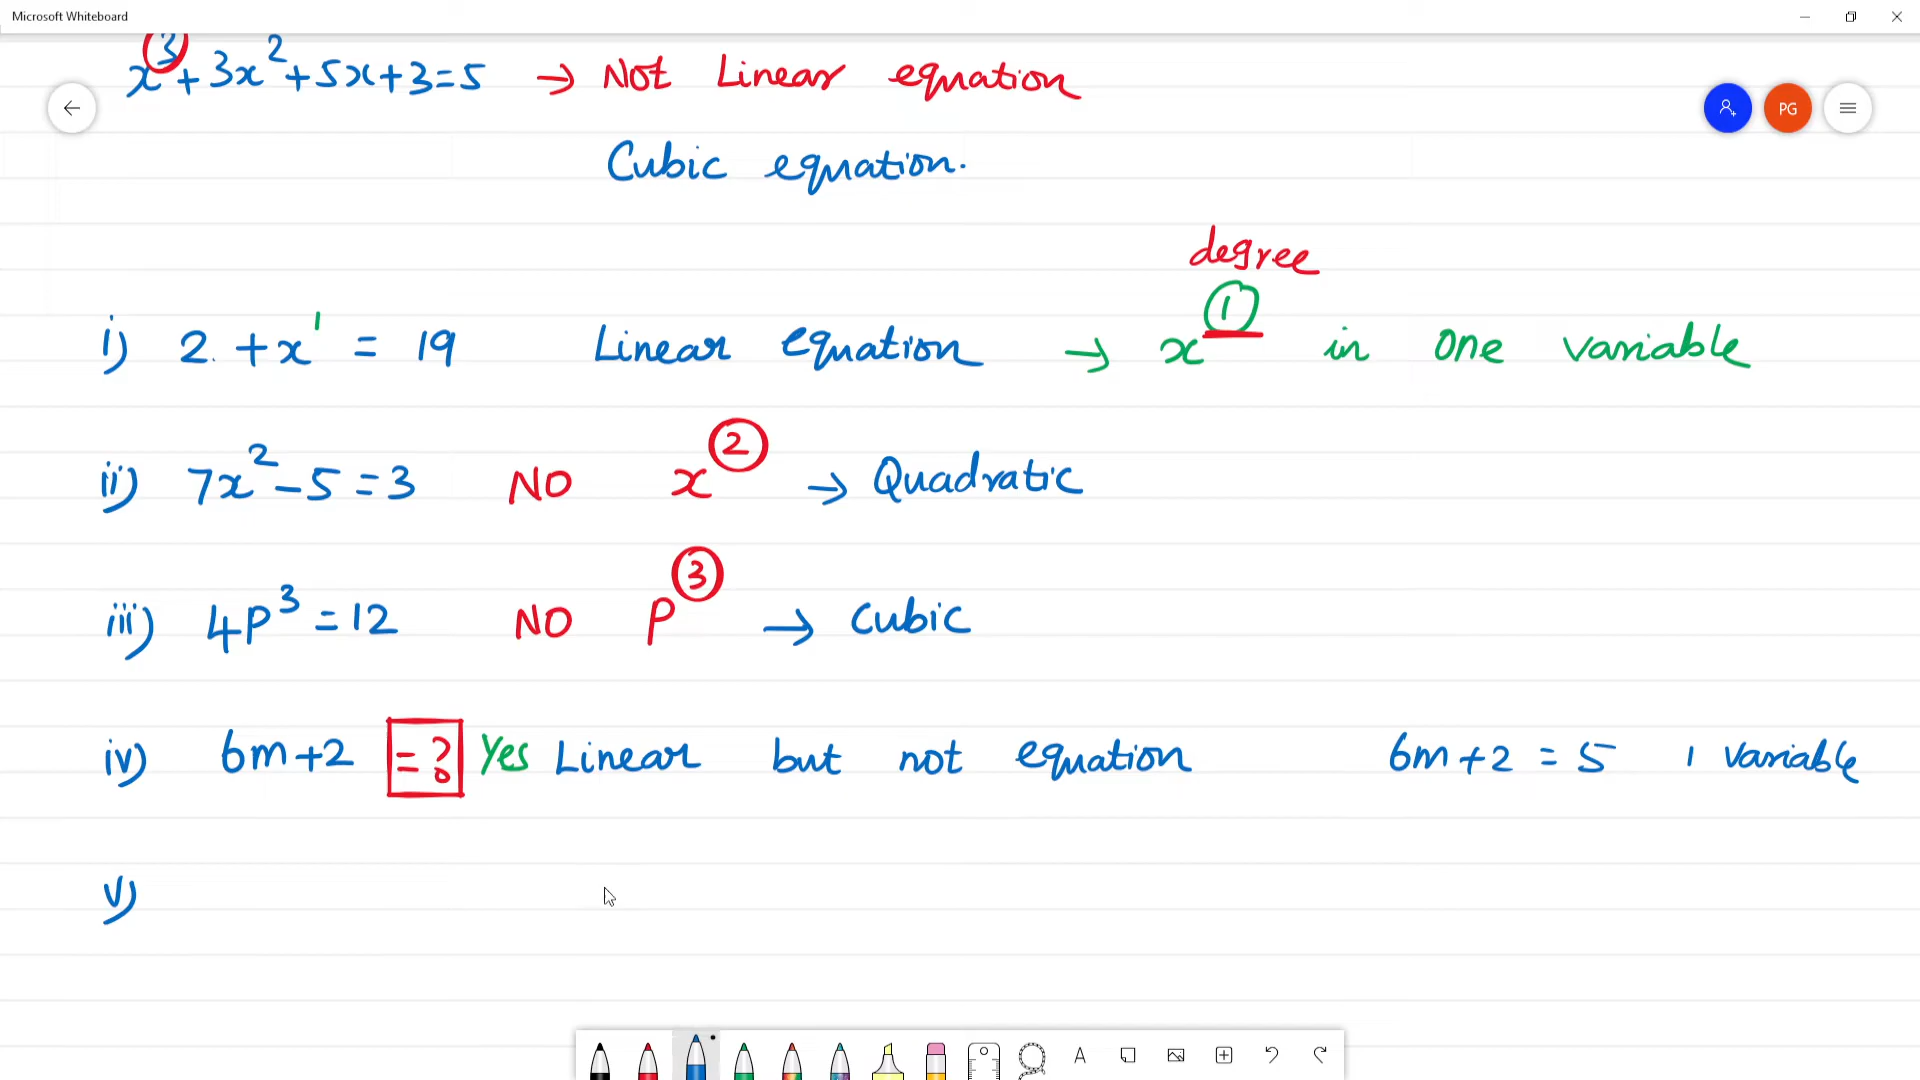 Microsoft Whiteboard
x³+3x²+5x+3=5 → Not Linear equation
Cubic equation.
PG
degree
i) 2. +x¹ = 19 Linear equation → x¹ in one variable
ii) 7x²-5=3 NO x² → Quadratic
iii) 4p³=12 NO p³ → Cubic
iv) 6m+2 =? Yes Linear but not equation 6m+2 = 5 1 variable
v)
A